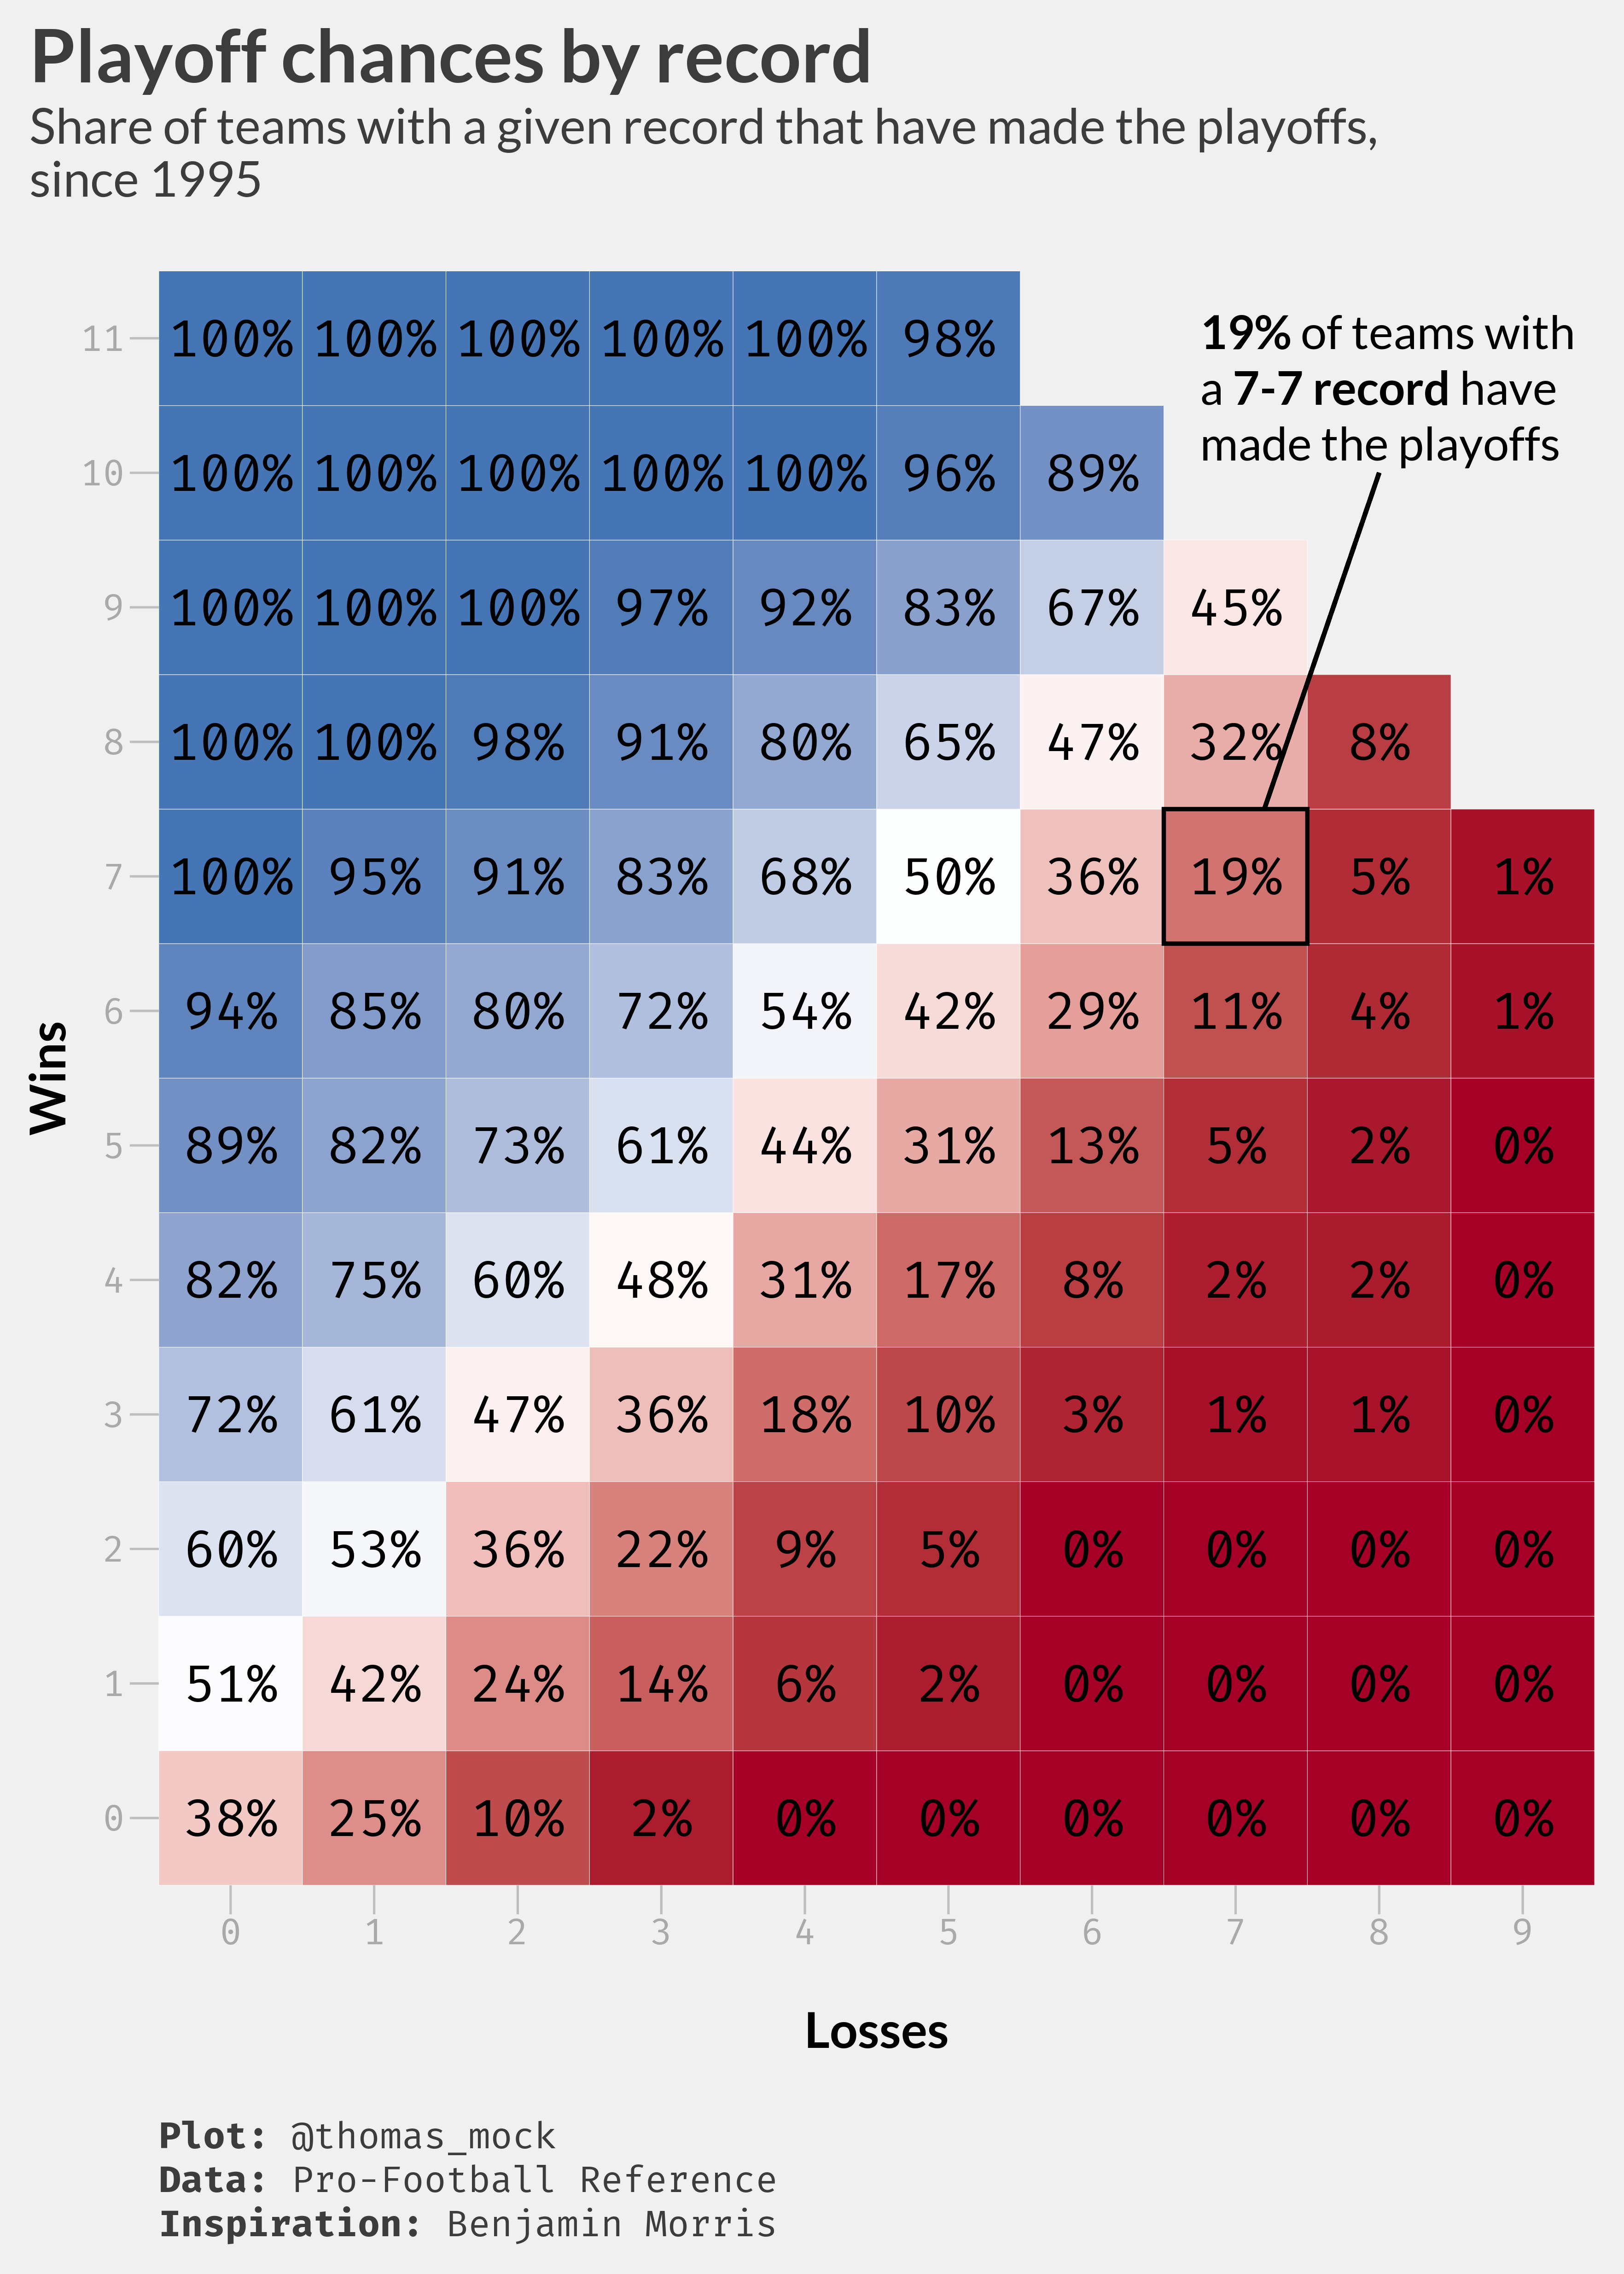 Playoff chances by record
Share of teams with a given record that have made the playoffs,
since 1995
19% of teams with
a 7-7 record have
made the playoffs
Wins
11 100% 100% 100% 100% 100% 98%
10 100% 100% 100% 100% 100% 96% 89%
9 100% 100% 100% 97% 92% 83% 67% 45%
8 100% 100% 98% 91% 80% 65% 47% 32% 8%
7 100% 95% 91% 83% 68% 50% 36% 19% 5% 1%
6 94% 85% 80% 72% 54% 42% 29% 11% 4% 1%
5 89% 82% 73% 61% 44% 31% 13% 5% 2% 0%
4 82% 75% 60% 48% 31% 17% 8% 2% 2% 0%
3 72% 61% 47% 36% 18% 10% 3% 1% 1% 0%
2 60% 53% 36% 22% 9% 5% 0% 0% 0% 0%
1 51% 42% 24% 14% 6% 2% 0% 0% 0% 0%
0 38% 25% 10% 2% 0% 0% 0% 0% 0% 0%
0 1 2 3 4 5 6 7 8 9
Losses
Plot: @thomas_mock
Data: Pro-Football Reference
Inspiration: Benjamin Morris